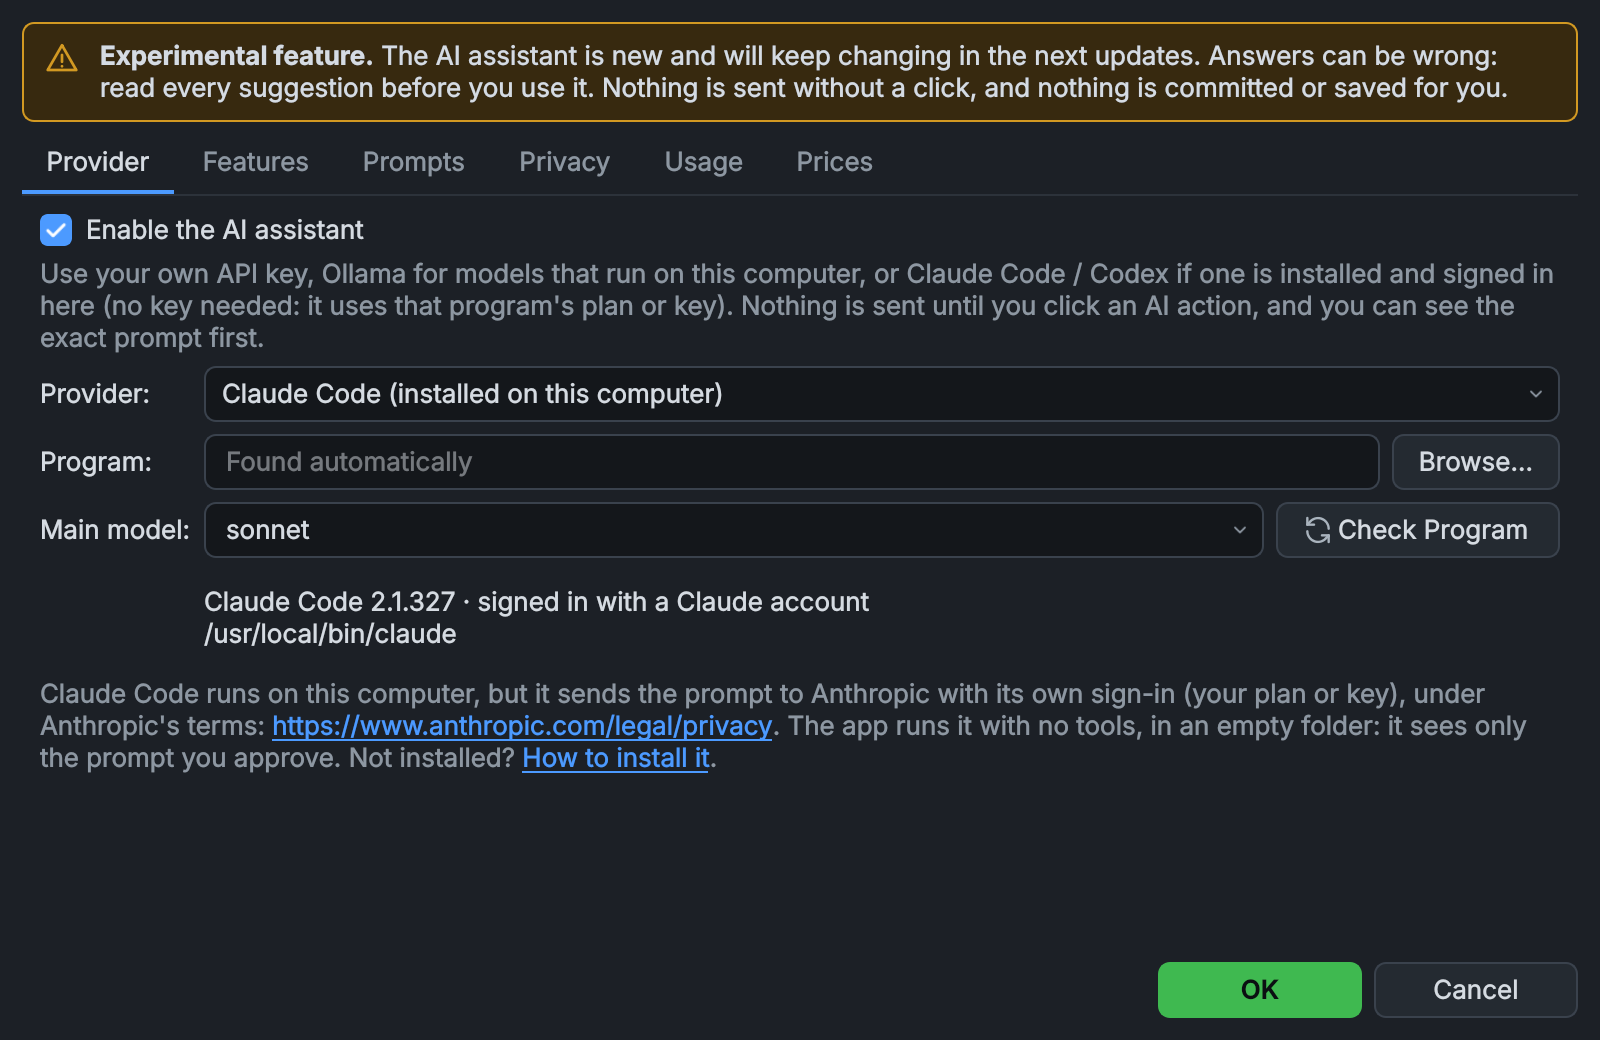 Experimental feature. The AI assistant is new and will keep changing in the next updates. Answers can be wrong:
read every suggestion before you use it. Nothing is sent without a click, and nothing is committed or saved for you.
Provider Features Prompts Privacy Usage Prices
Enable the AI assistant
Use your own API key, Ollama for models that run on this computer, or Claude Code / Codex if one is installed and signed in
here (no key needed: it uses that program's plan or key). Nothing is sent until you click an AI action, and you can see the
exact prompt first.
Provider: Claude Code (installed on this computer)
Program: Found automatically Browse...
Main model: sonnet Check Program
Claude Code 2.1.327 · signed in with a Claude account
/usr/local/bin/claude
Claude Code runs on this computer, but it sends the prompt to Anthropic with its own sign-in (your plan or key), under
Anthropic's terms: https://www.anthropic.com/legal/privacy. The app runs it with no tools, in an empty folder: it sees only
the prompt you approve. Not installed? How to install it.
OK Cancel